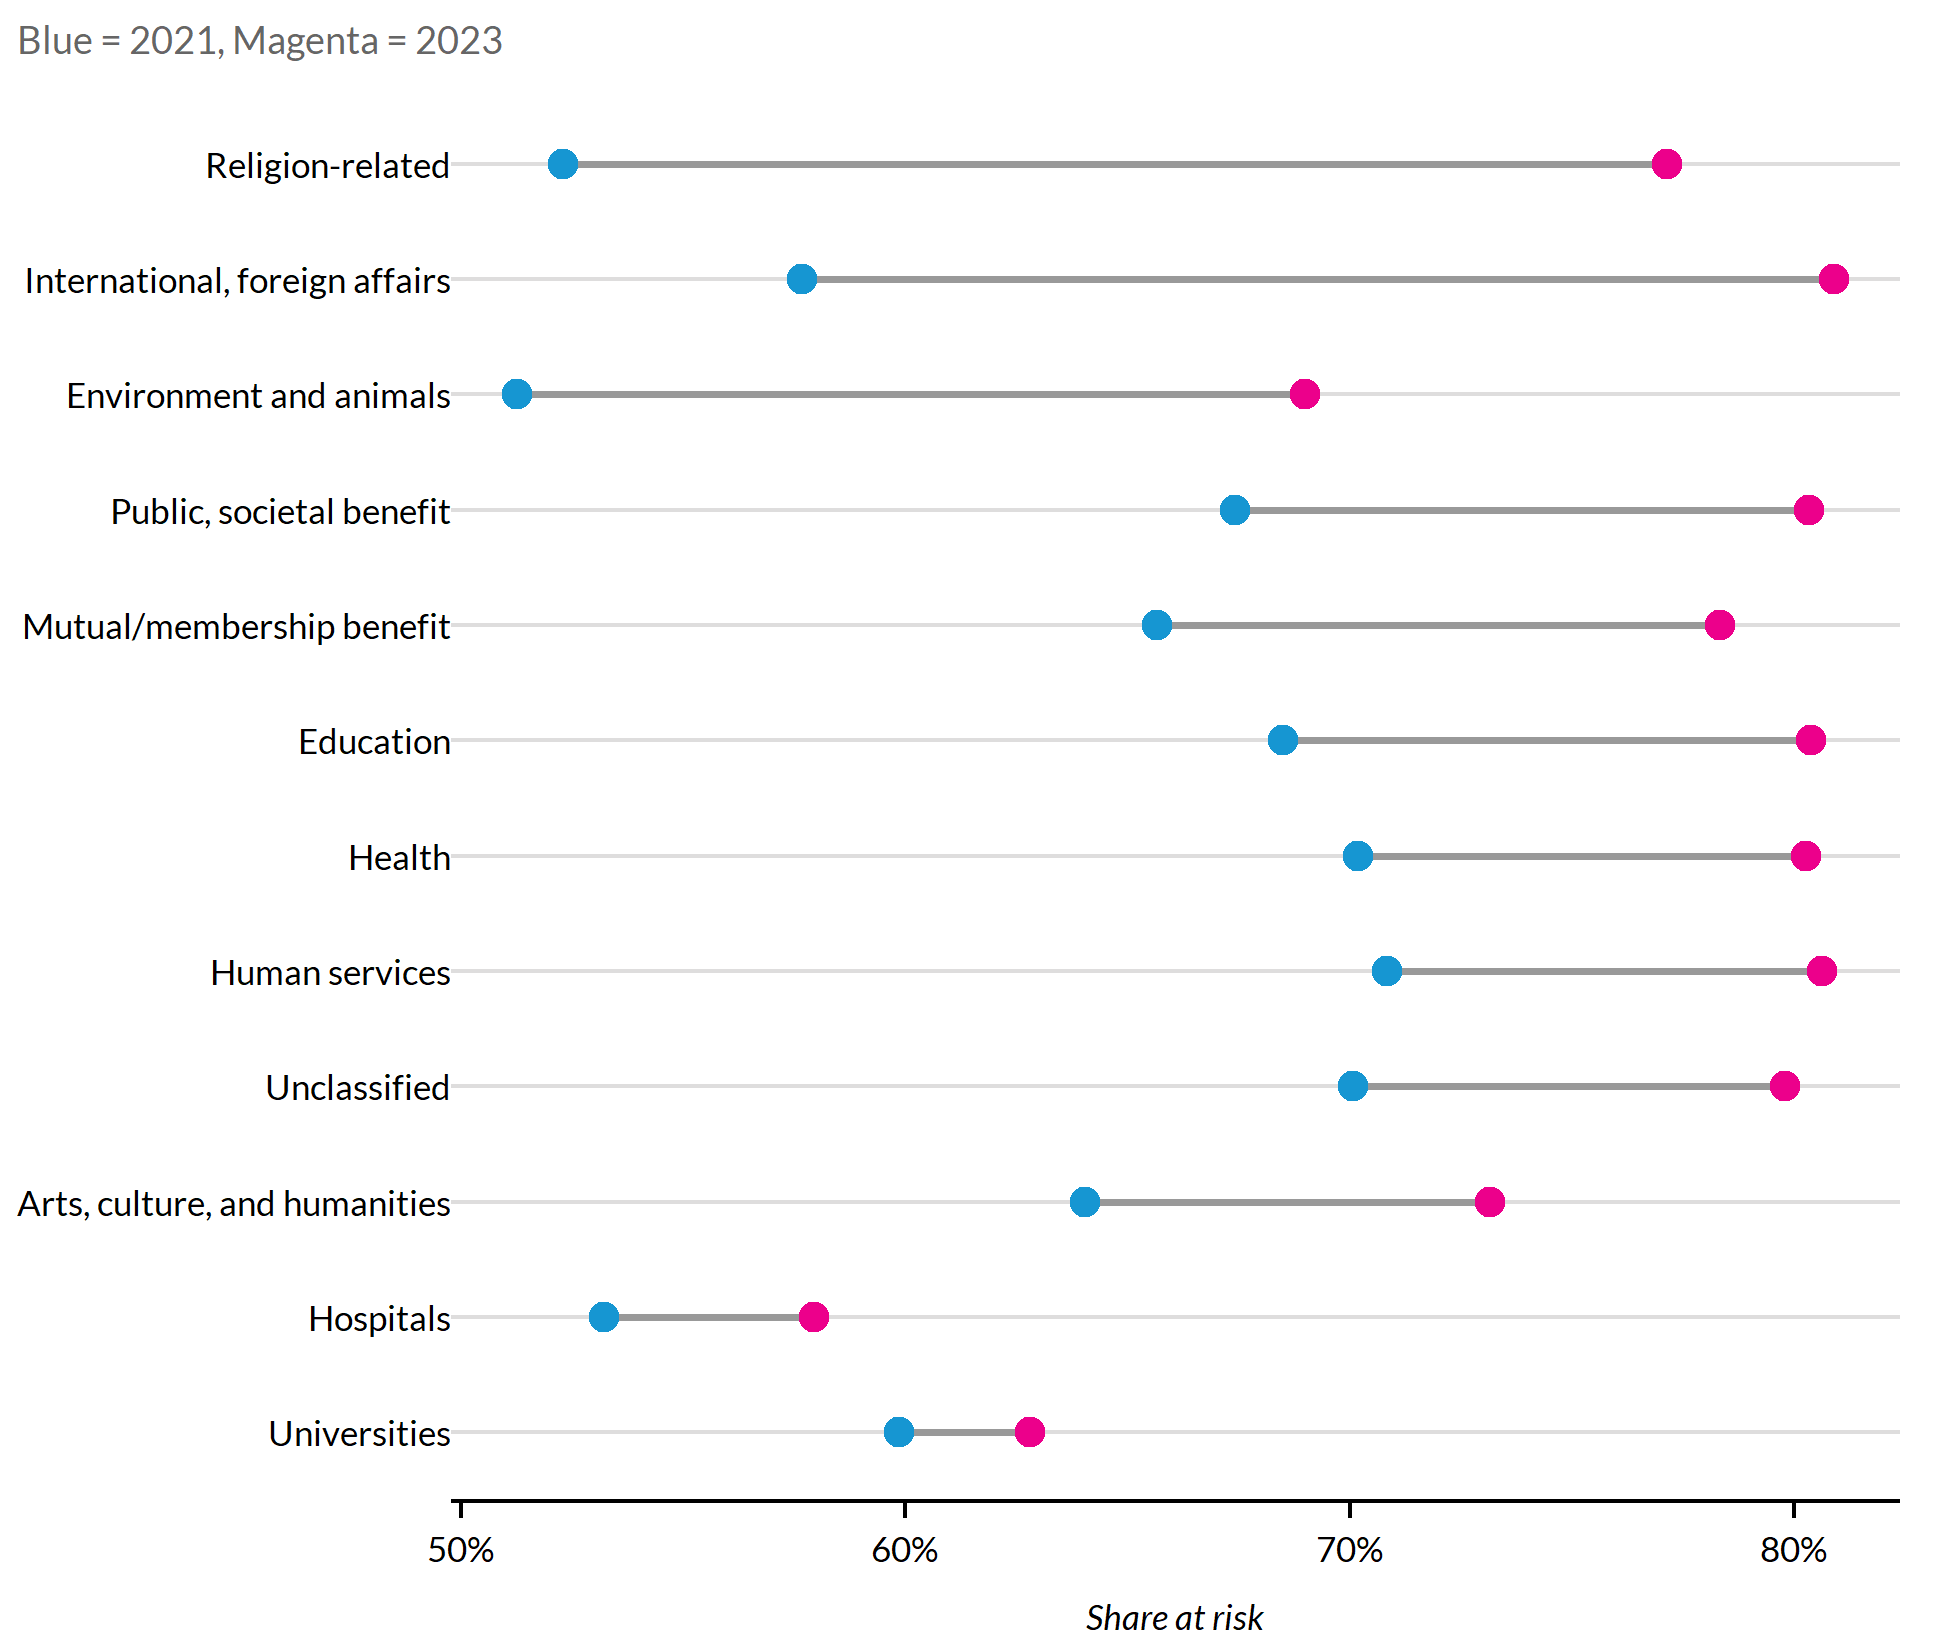 Blue = 2021, Magenta = 2023
Religion-related
International, foreign affairs
Environment and animals
Public, societal benefit
Mutual/membership benefit
Education
Health
Human services
Unclassified
Arts, culture, and humanities
Hospitals
Universities
50% 60% 70% 80%
Share at risk